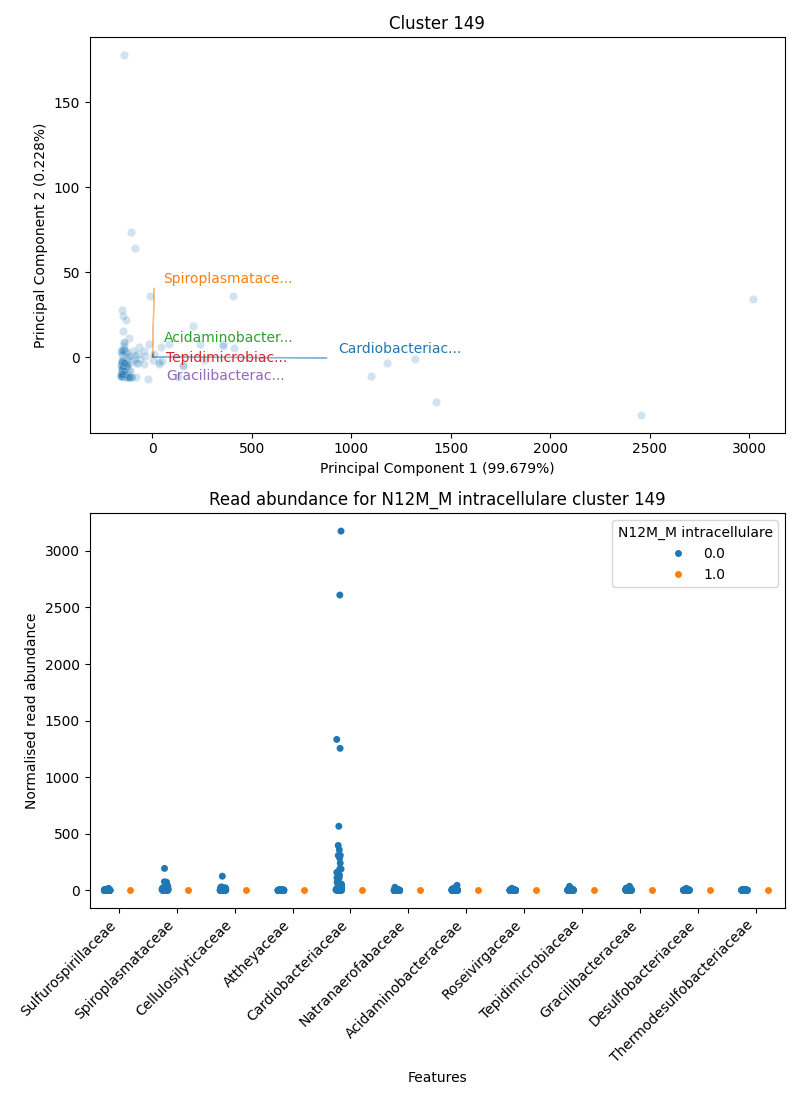 Cluster 149
150
100
50
0
Principal Component 2 (0.228%)
Spiroplasmatace...
Acidaminobacter...
Cardiobacteriac...
Tepidimicrobiac...
Gracilibacterac...
0 500 1000 1500 2000 2500 3000
Principal Component 1 (99.679%)
Read abundance for N12M_M intracellulare cluster 149
N12M_M intracellulare
0.0
1.0
3000
2500
2000
1500
1000
500
0
Normalised read abundance
Sulfurospirillaceae
Spiroplasmataceae
Cellulosilyticaceae
Attheyaceae
Cardiobacteriaceae
Natranaerofabaceae
Acidaminobacteraceae
Roseivirgaceae
Tepidimicrobiaceae
Gracilibacteraceae
Desulfobacteriaceae
Thermodesulfobacteriaceae
Features